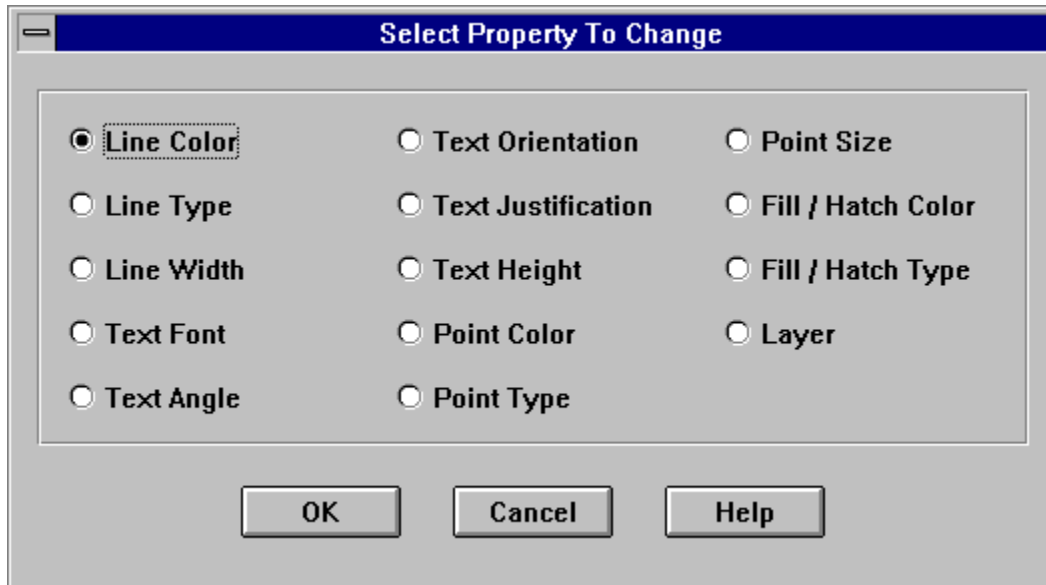 Select Property To Change
Line Color
Line Type
Line Width
Text Font
Text Angle
Text Orientation
Text Justification
Text Height
Point Color
Point Type
Point Size
Fill / Hatch Color
Fill / Hatch Type
Layer
OK
Cancel
Help